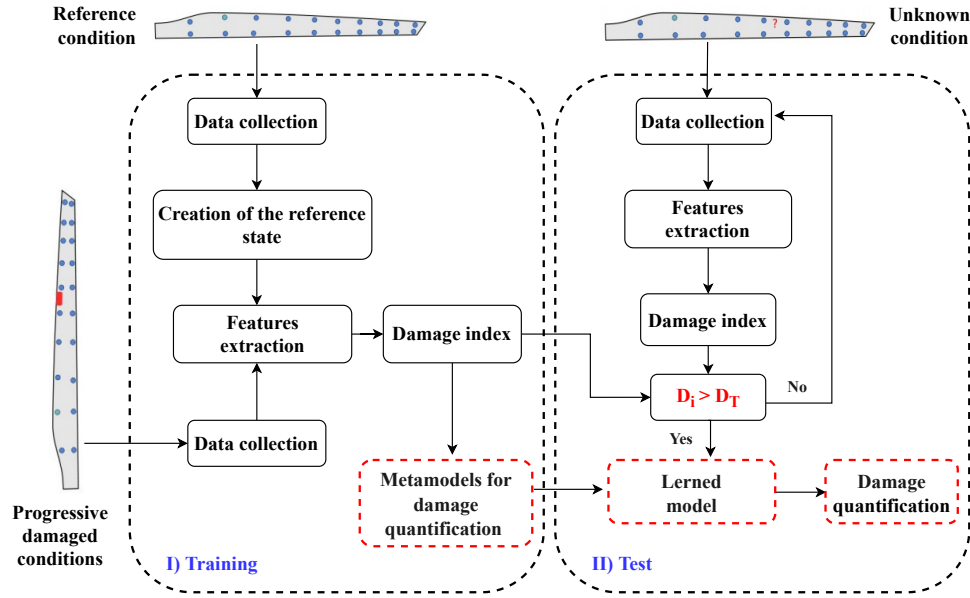 Reference
condition
Unknown
condition
?
Data collection
Creation of the reference
state
Features
extraction
Damage index
Data collection
Metamodels for
damage
quantification
Progressive
damaged conditions
I) Training
Data collection
Features
extraction
Damage index
Di > DT
No
Yes
Lerned
model
Damage
quantification
II) Test